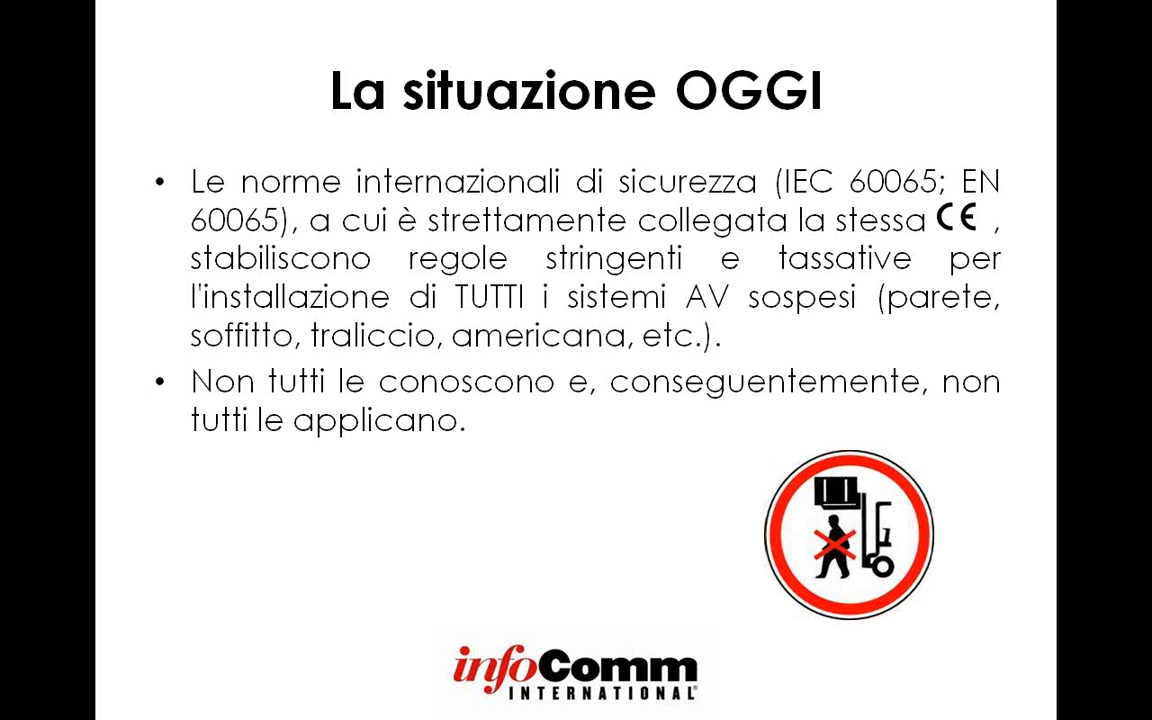 La situazione OGGI
• Le norme internazionali di sicurezza (IEC 60065; EN
60065), a cui è strettamente collegata la stessa CE ,
stabiliscono regole stringenti e tassative per
l'installazione di TUTTI i sistemi AV sospesi (parete,
soffitto, traliccio, americana, etc.).
• Non tutti le conoscono e, conseguentemente, non
tutti le applicano.
infoComm
INTERNATIONAL®